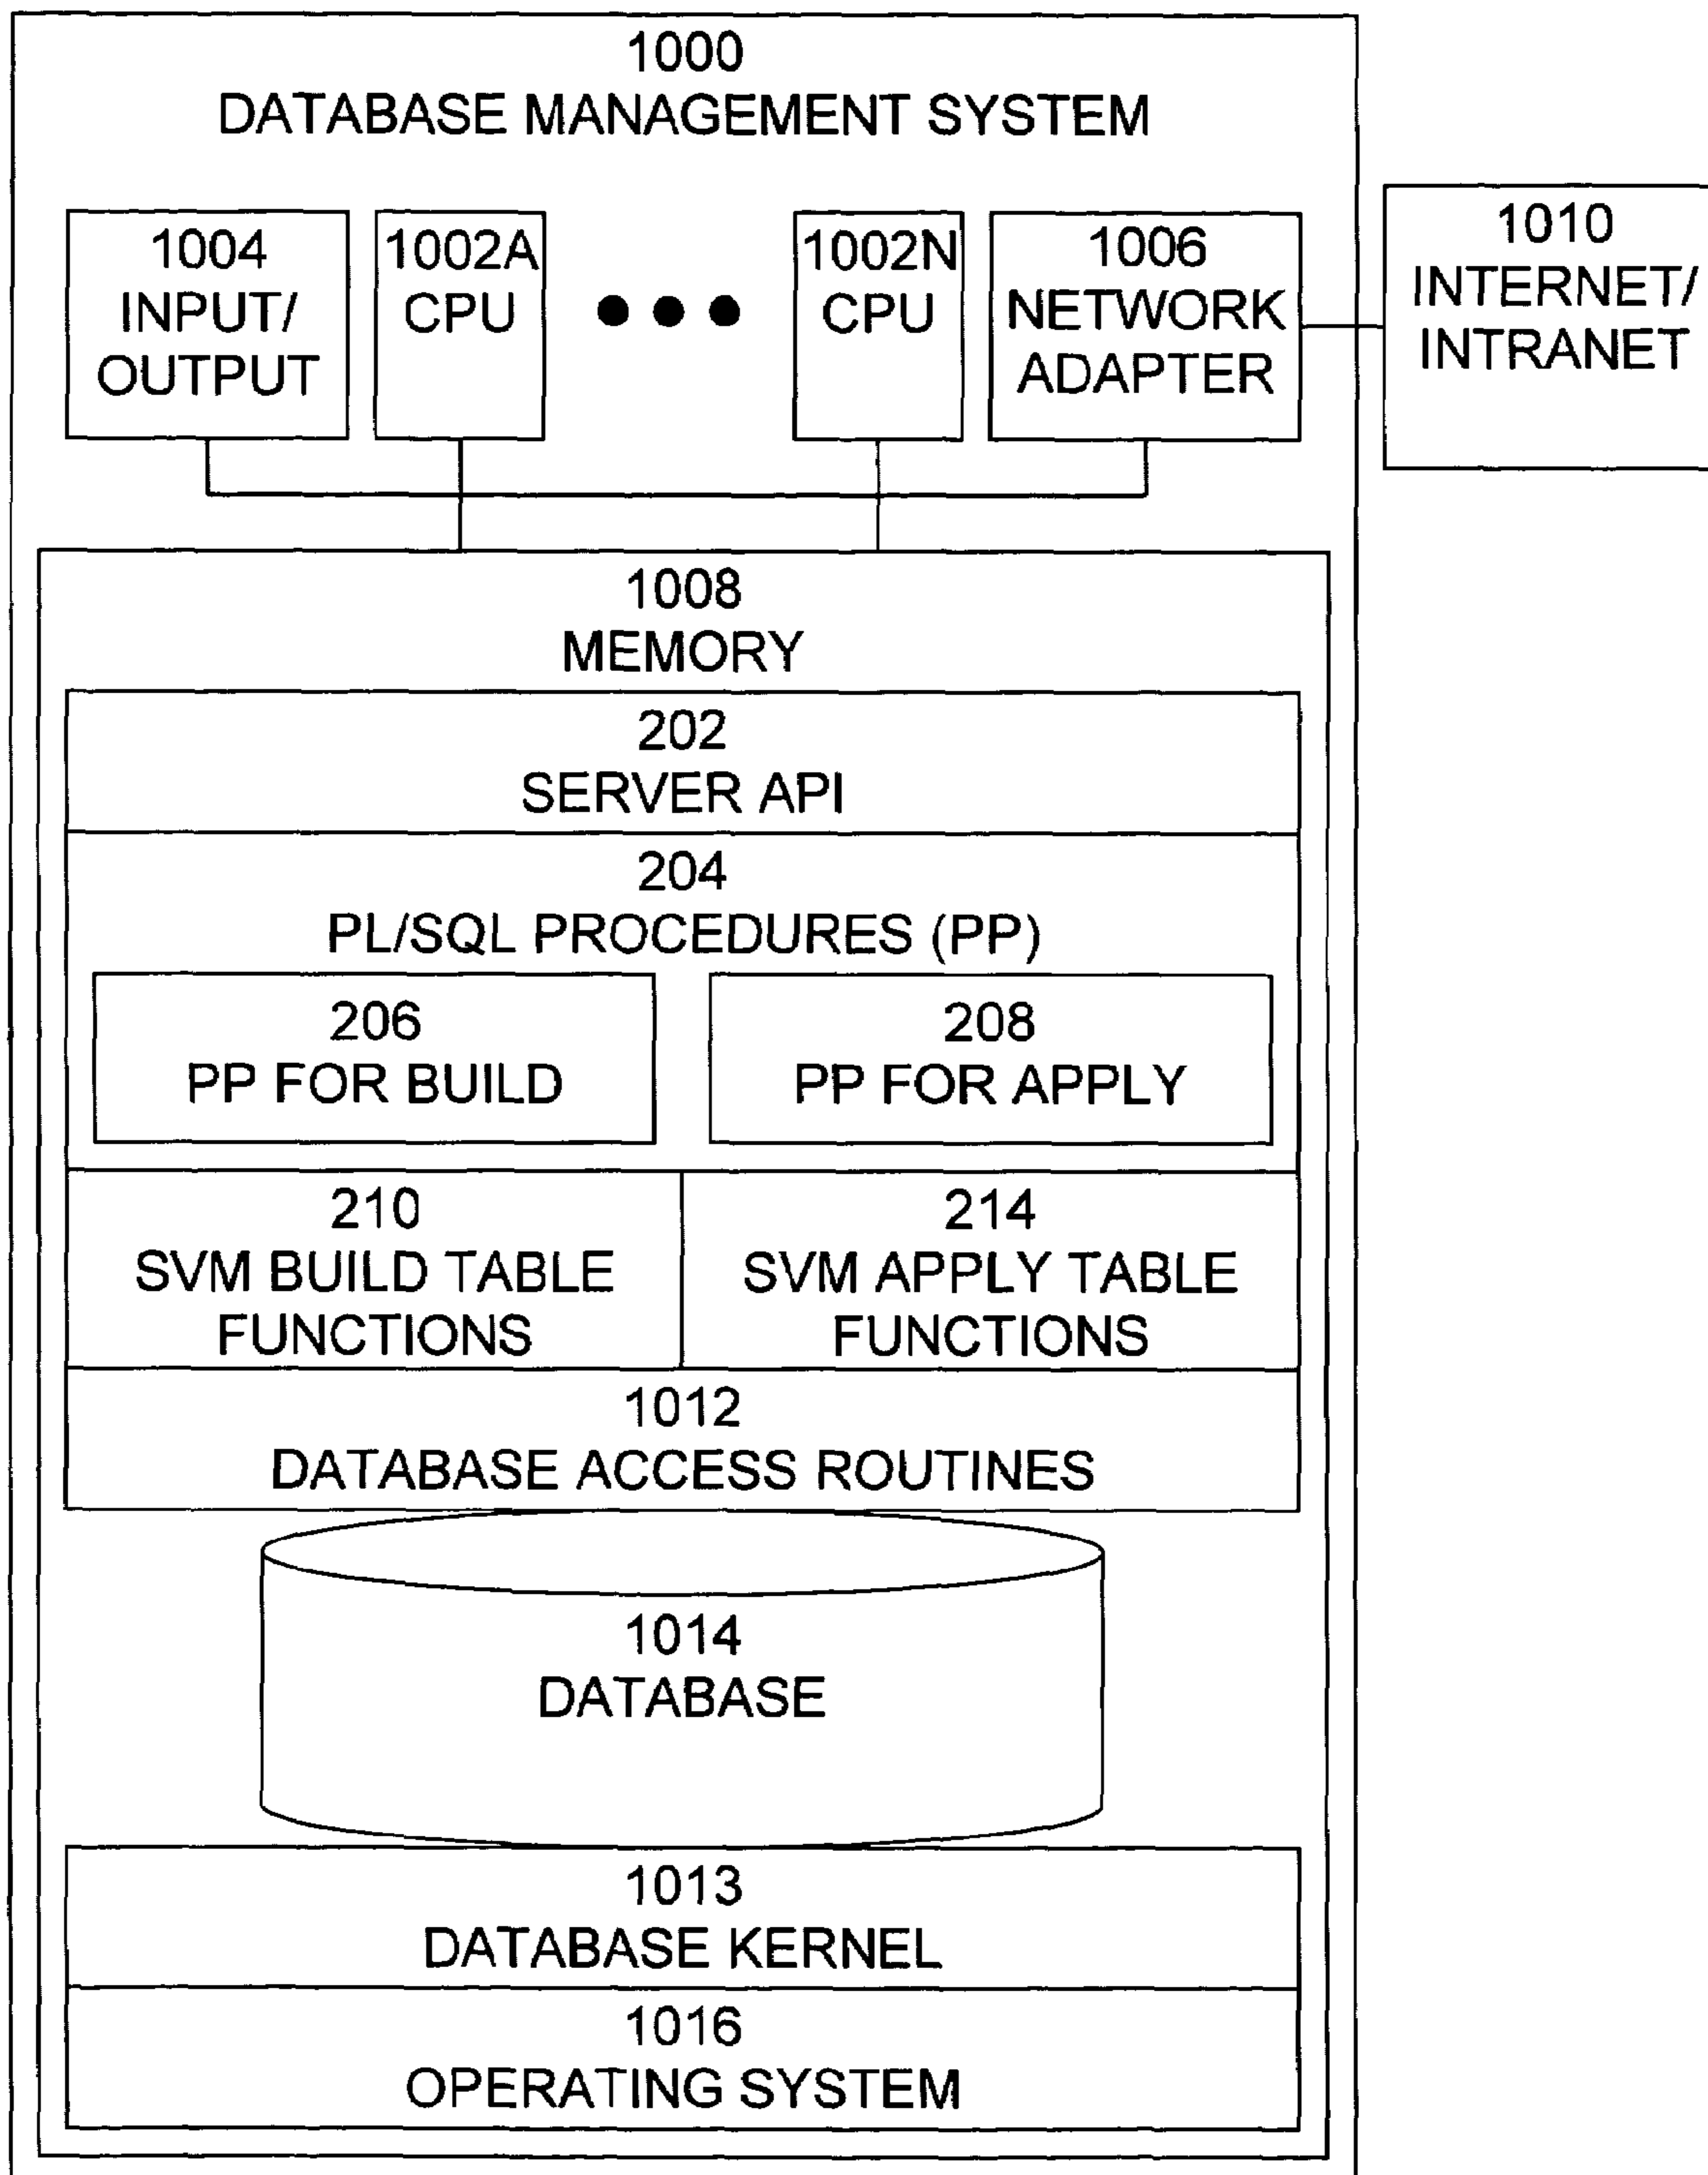 1000
DATABASE MANAGEMENT SYSTEM
1004
INPUT/
OUTPUT
1002A
CPU
1002N
CPU
1006
NETWORK
ADAPTER
1010
INTERNET/
INTRANET
1008
MEMORY
202
SERVER API
204
PL/SQL PROCEDURES (PP)
206
PP FOR BUILD
208
PP FOR APPLY
210
SVM BUILD TABLE
FUNCTIONS
214
SVM APPLY TABLE
FUNCTIONS
1012
DATABASE ACCESS ROUTINES
1014
DATABASE
1013
DATABASE KERNEL
1016
OPERATING SYSTEM